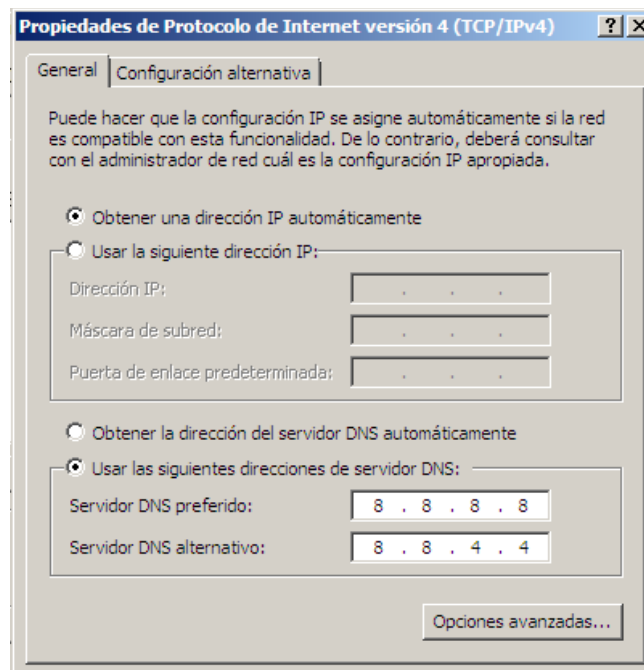 Propiedades de Protocolo de Internet versión 4 (TCP/IPv4)
General
Configuración alternativa
Puede hacer que la configuración IP se asigne automáticamente si la red
es compatible con esta funcionalidad. De lo contrario, deberá consultar
con el administrador de red cuál es la configuración IP apropiada.
Obtener una dirección IP automáticamente
Usar la siguiente dirección IP:
Dirección IP: . . .
Máscara de subred: . . .
Puerta de enlace predeterminada: . . .
Obtener la dirección del servidor DNS automáticamente
Usar las siguientes direcciones de servidor DNS:
Servidor DNS preferido: 8 . 8 . 8 . 8
Servidor DNS alternativo: 8 . 8 . 4 . 4
Opciones avanzadas...